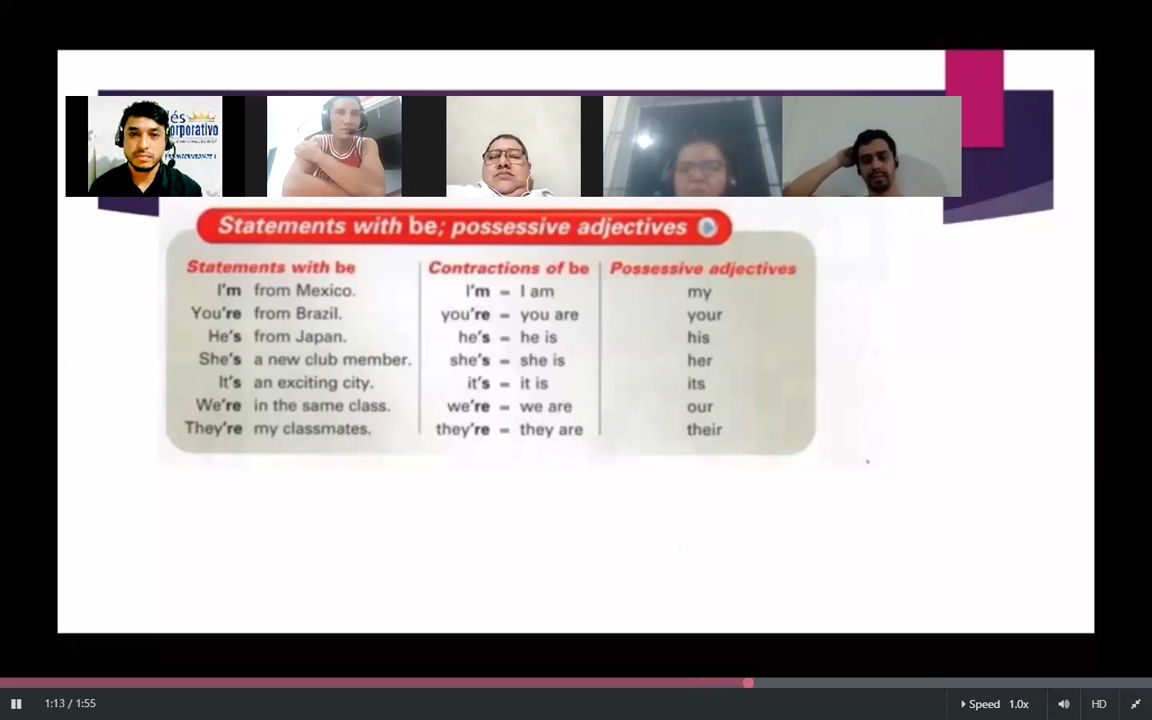 és
orporativo
Statements with be; possessive adjectives
Statements with be Contractions of be Possessive adjectives
I'm from Mexico. I'm = I am my
You're from Brazil. you're = you are your
He's from Japan. he's = he is his
She's a new club member. she's = she is her
It's an exciting city. it's = it is its
We're in the same class. we're = we are our
They're my classmates. they're = they are their
1:13 / 1:55 Speed 1.0x HD